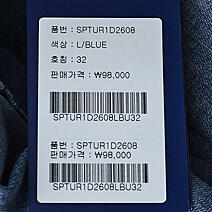 품번 : SPTUR1D2608
색상 : L/BLUE
호칭 : 32
판매가격 : ₩98,000
SPTUR1D2608LBU32
품번 : SPTUR1D2608
판매가격 : ₩98,000
SPTUR1D2608LBU32